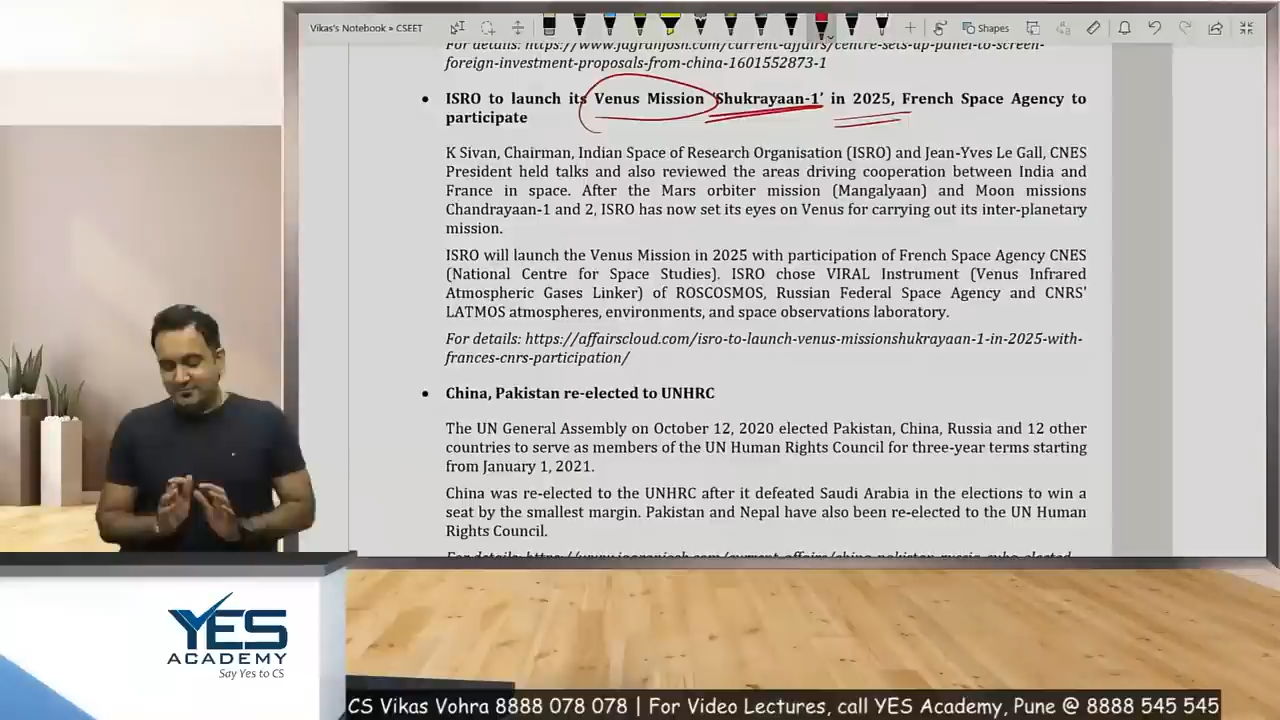 Vikas's Notebook > CSEET
Shapes
For details: https://www.jagranjosh.com/current-affairs/centre-sets-up-panel-to-screen-
foreign-investment-proposals-from-china-1601552873-1
• ISRO to launch its Venus Mission 'Shukrayaan-1' in 2025, French Space Agency to
participate
K Sivan, Chairman, Indian Space of Research Organisation (ISRO) and Jean-Yves Le Gall, CNES
President held talks and also reviewed the areas driving cooperation between India and
France in space. After the Mars orbiter mission (Mangalyaan) and Moon missions
Chandrayaan-1 and 2, ISRO has now set its eyes on Venus for carrying out its inter-planetary
mission.
ISRO will launch the Venus Mission in 2025 with participation of French Space Agency CNES
(National Centre for Space Studies). ISRO chose VIRAL Instrument (Venus Infrared
Atmospheric Gases Linker) of ROSCOSMOS, Russian Federal Space Agency and CNRS'
LATMOS atmospheres, environments, and space observations laboratory.
For details: https://affairscloud.com/isro-to-launch-venus-missionshukrayaan-1-in-2025-with-
frances-cnrs-participation/
• China, Pakistan re-elected to UNHRC
The UN General Assembly on October 12, 2020 elected Pakistan, China, Russia and 12 other
countries to serve as members of the UN Human Rights Council for three-year terms starting
from January 1, 2021.
China was re-elected to the UNHRC after it defeated Saudi Arabia in the elections to win a
seat by the smallest margin. Pakistan and Nepal have also been re-elected to the UN Human
Rights Council.
For details: https://www.jagranjosh.com/current-affairs/china-pakistan-russia-cuba-elected
YES
ACADEMY
Say Yes to CS
CS Vikas Vohra 8888 078 078 | For Video Lectures, call YES Academy, Pune @ 8888 545 545